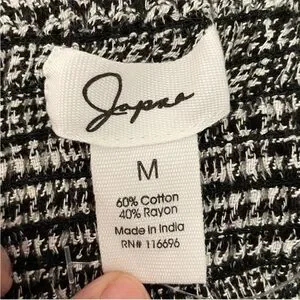 Japna
M
60% Cotton
40% Rayon
Made in India
RN# 116696